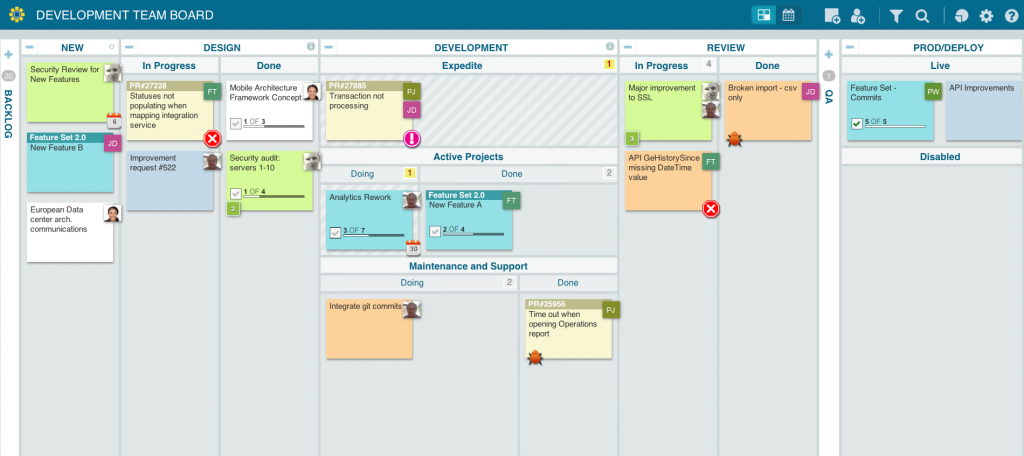 DEVELOPMENT TEAM BOARD
20
BACKLOG
NEW
Security Review for
New Features
6
Feature Set 2.0
New Feature B
JD
European Data
center arch.
communications
DESIGN
In Progress
PR#27228
Statuses not
populating when
mapping integration
service
FT
Improvement
request #522
Done
Mobile Architecture
Framework Concept
1 OF 3
Security audit:
servers 1-10
1 OF 4
2
DEVELOPMENT
Expedite
1
PR#27885
Transaction not
processing
PJ
JD
Active Projects
Doing
1
Done
2
Analytics Rework
3 OF 7
30
Feature Set 2.0
New Feature A
FT
2 OF 4
Maintenance and Support
Doing
2
Done
Integrate git commits
PR#25956
Time out when
opening Operations
report
PJ
REVIEW
In Progress
4
Major improvement
to SSL
3
API GeHistorySince
missing DateTime
value
FT
Done
Broken import - csv
only
JD
1
QA
PROD/DEPLOY
Live
Feature Set -
Commits
PW
5 OF 5
API Improvements
Disabled